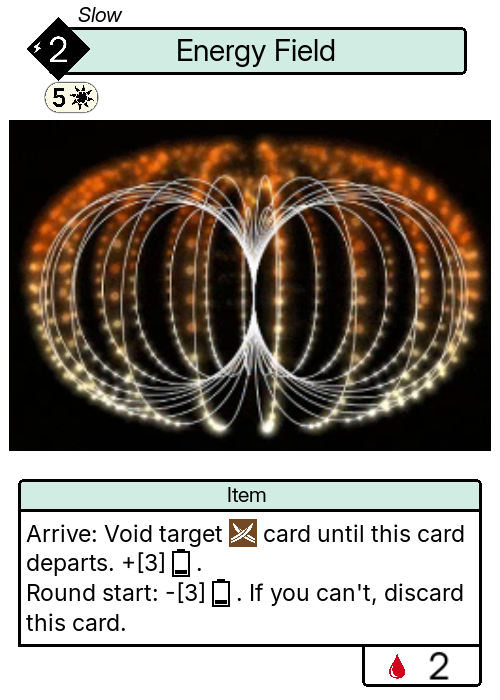 Slow
2
Energy Field
5
Item
Arrive: Void target card until this card
departs. +[3] .
Round start: -[3] . If you can't, discard
this card.
2